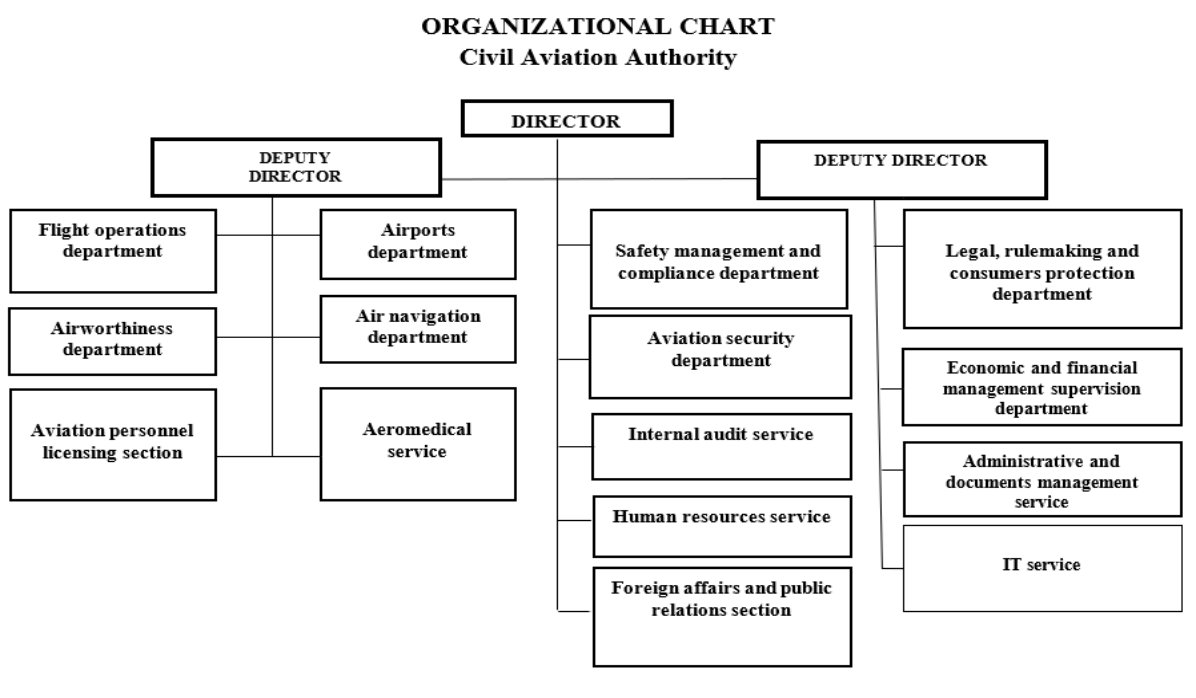 ORGANIZATIONAL CHART
Civil Aviation Authority
DIRECTOR
DEPUTY
DIRECTOR
DEPUTY DIRECTOR
Flight operations
department
Airports
department
Safety management and
compliance department
Legal, rulemaking and
consumers protection
department
Airworthiness
department
Air navigation
department
Aviation security
department
Economic and financial
management supervision
department
Aviation personnel
licensing section
Aeromedical
service
Internal audit service
Administrative and
documents management
service
Human resources service
IT service
Foreign affairs and public
relations section